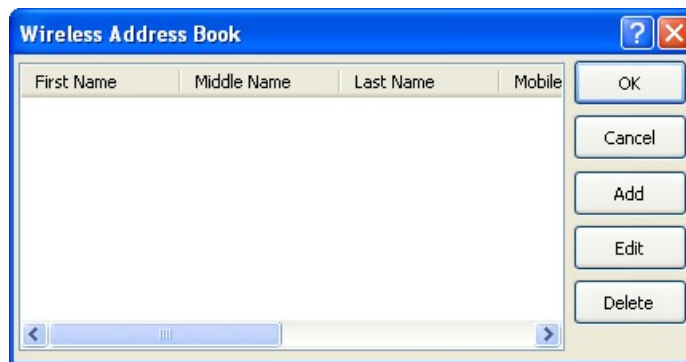 Wireless Address Book
First Name Middle Name Last Name Mobile
OK
Cancel
Add
Edit
Delete